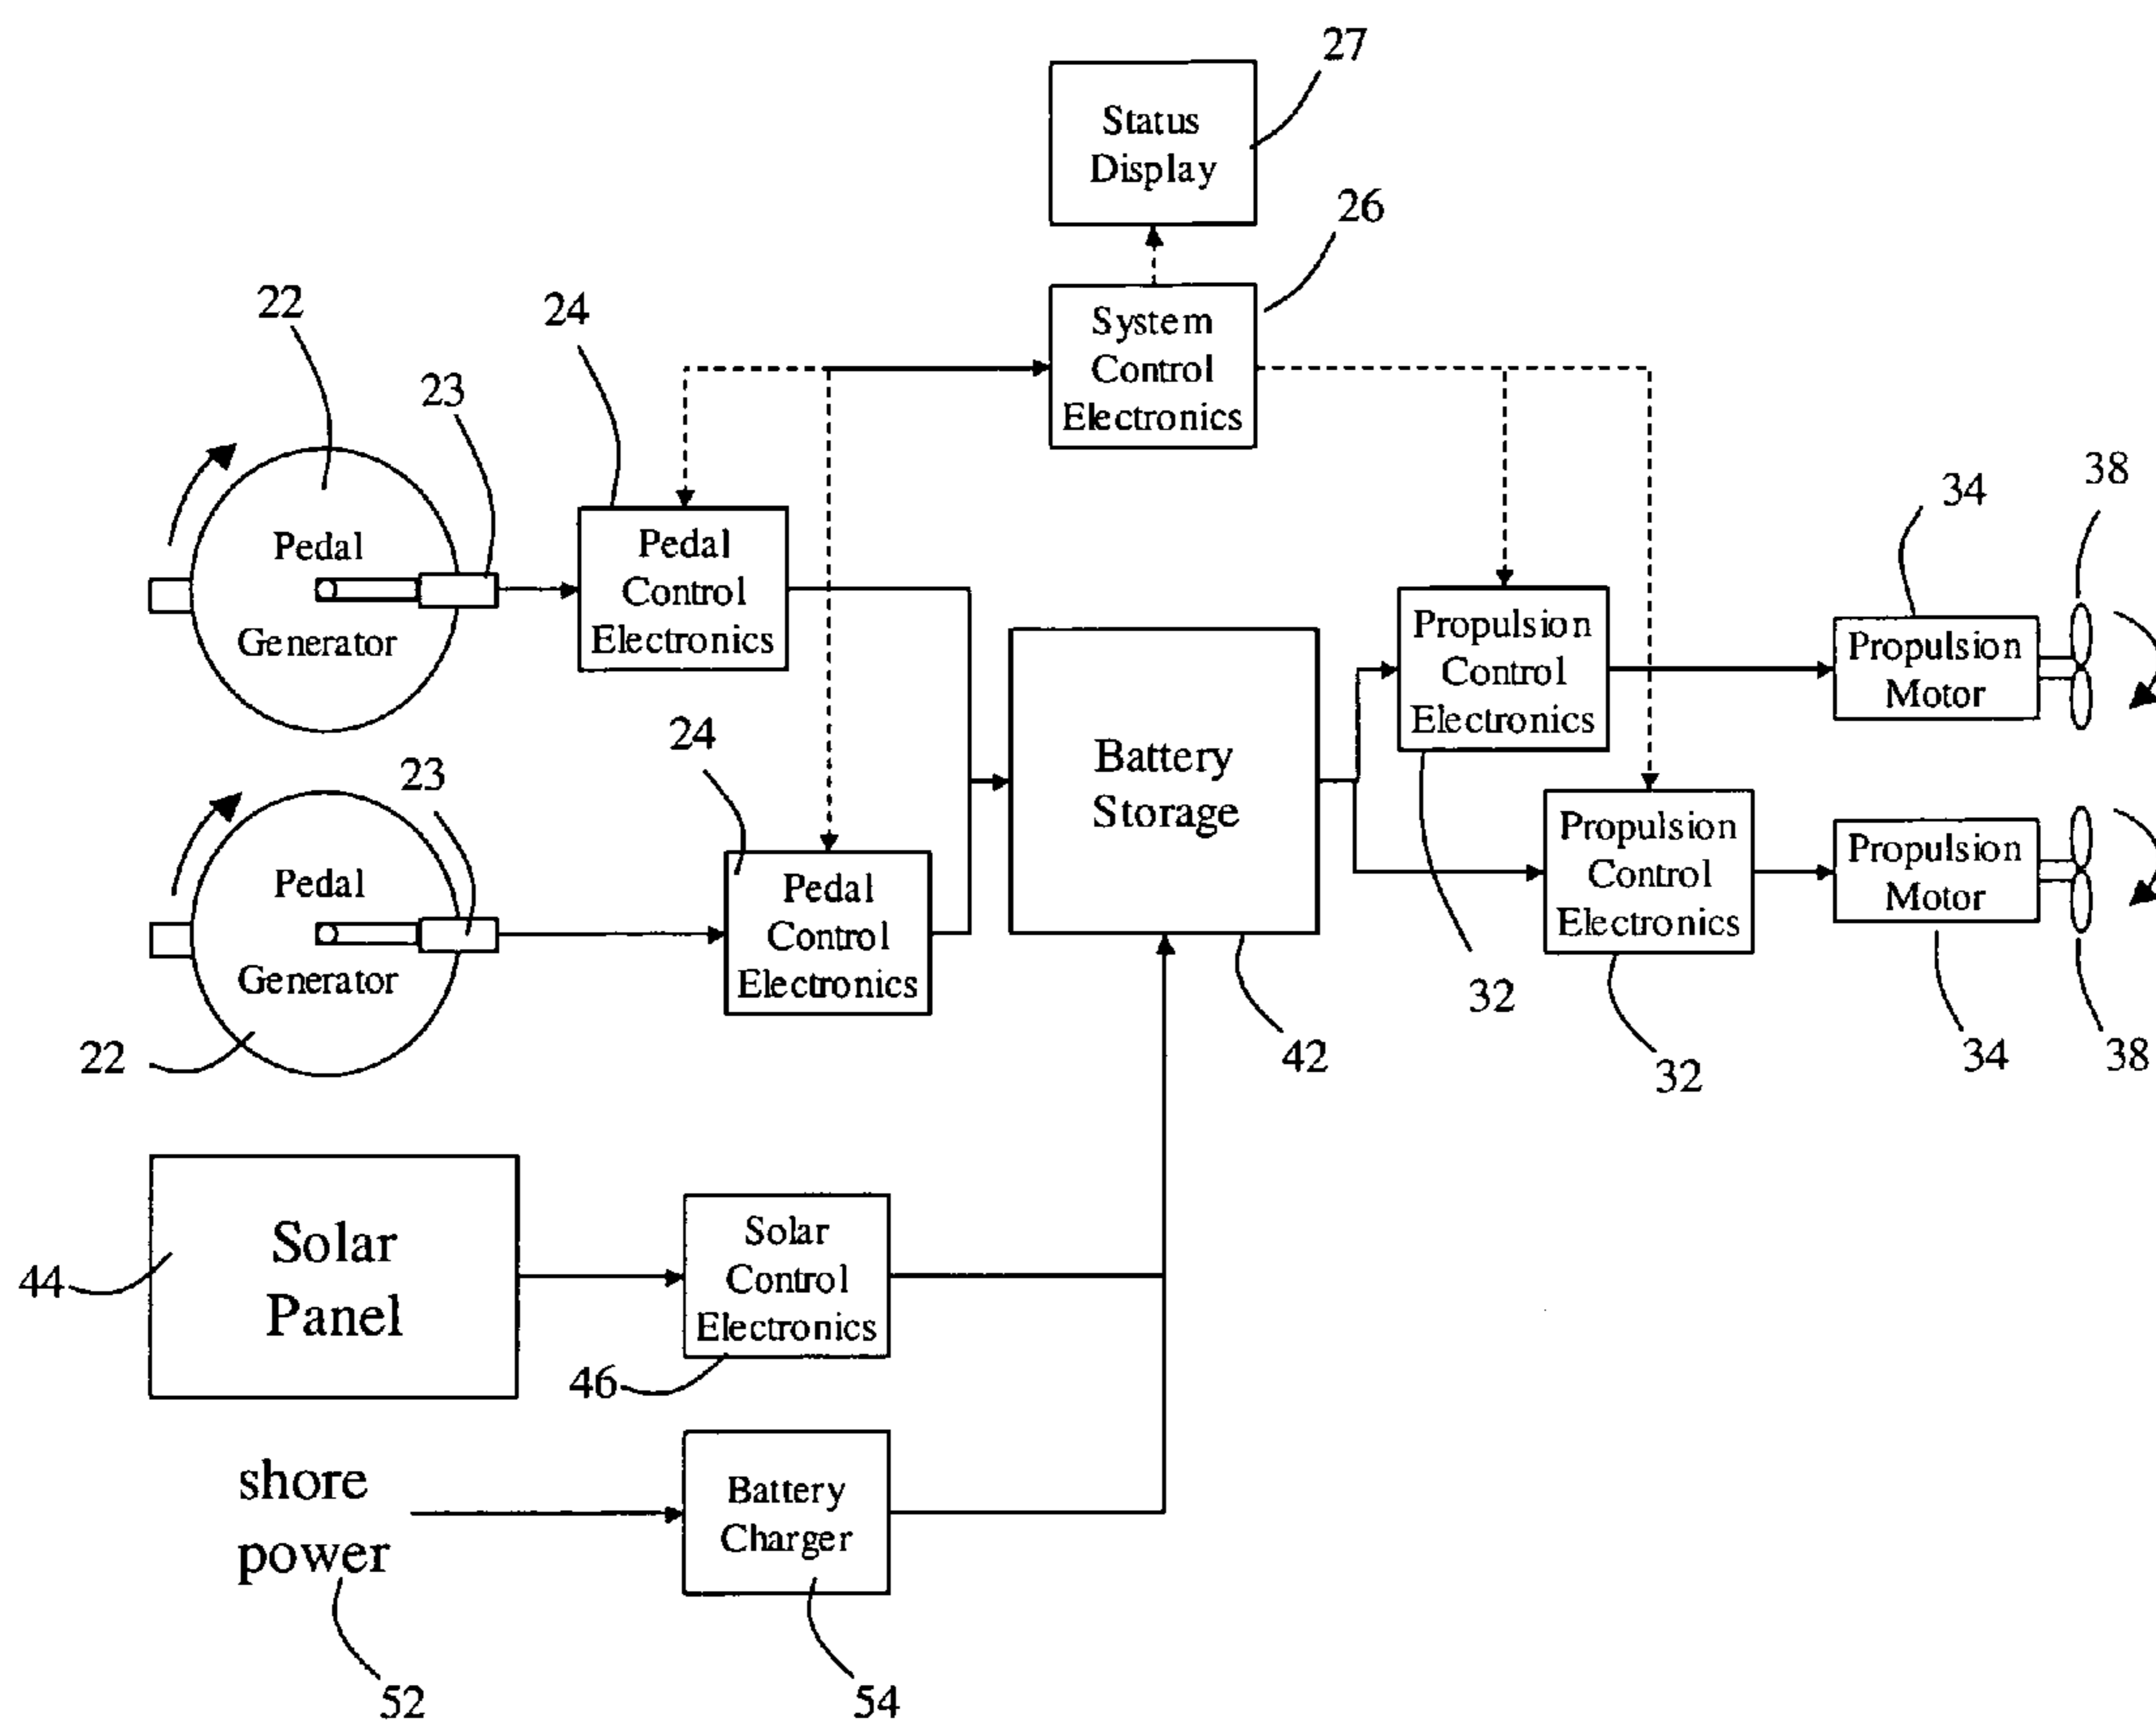 27
Status
Display
26
System
Control
Electronics
22
24
23
Pedal
Generator
Pedal
Control
Electronics
24
23
Pedal
Generator
22
Pedal
Control
Electronics
Battery
Storage
42
Propulsion
Control
Electronics
32
Propulsion
Control
Electronics
32
34
38
Propulsion
Motor
Propulsion
Motor
34
38
44
Solar
Panel
Solar
Control
Electronics
46
shore
power
52
Battery
Charger
54